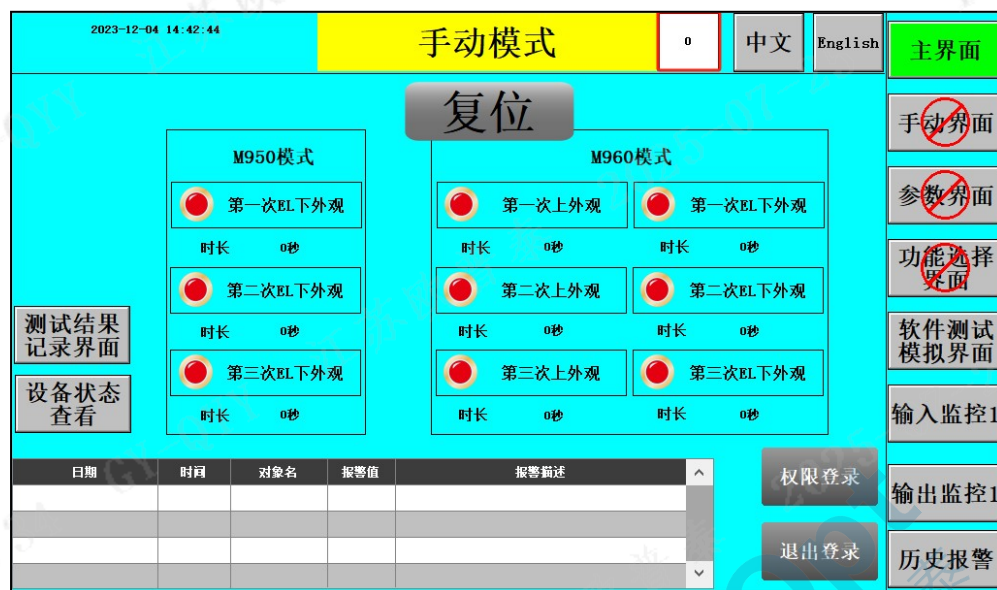 2023-12-04 14:42:44
手动模式
0
中文
English
主界面
复位
手动界面
M950模式
M960模式
第一次EL下外观
第一次上外观
第一次EL下外观
参数界面
时长 0秒
时长 0秒
时长 0秒
功能选择
界面
第二次EL下外观
第二次上外观
第二次EL下外观
测试结果
记录界面
时长 0秒
时长 0秒
时长 0秒
软件测试
模拟界面
第三次EL下外观
第三次上外观
第三次EL下外观
设备状态
查看
时长 0秒
时长 0秒
时长 0秒
输入监控1
日期 时间 对象名 报警值 报警描述
权限登录
输出监控1
退出登录
历史报警